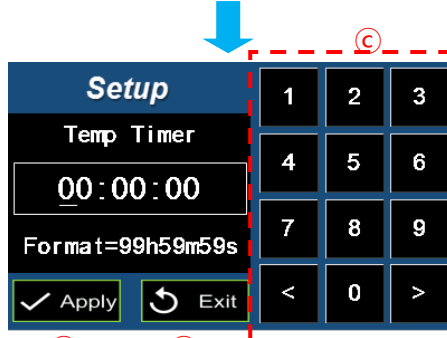 ⓒ
Setup
Temp Timer
00:00:00
Format=99h59m59s
Apply
Exit
1 2 3
4 5 6
7 8 9
< 0 >